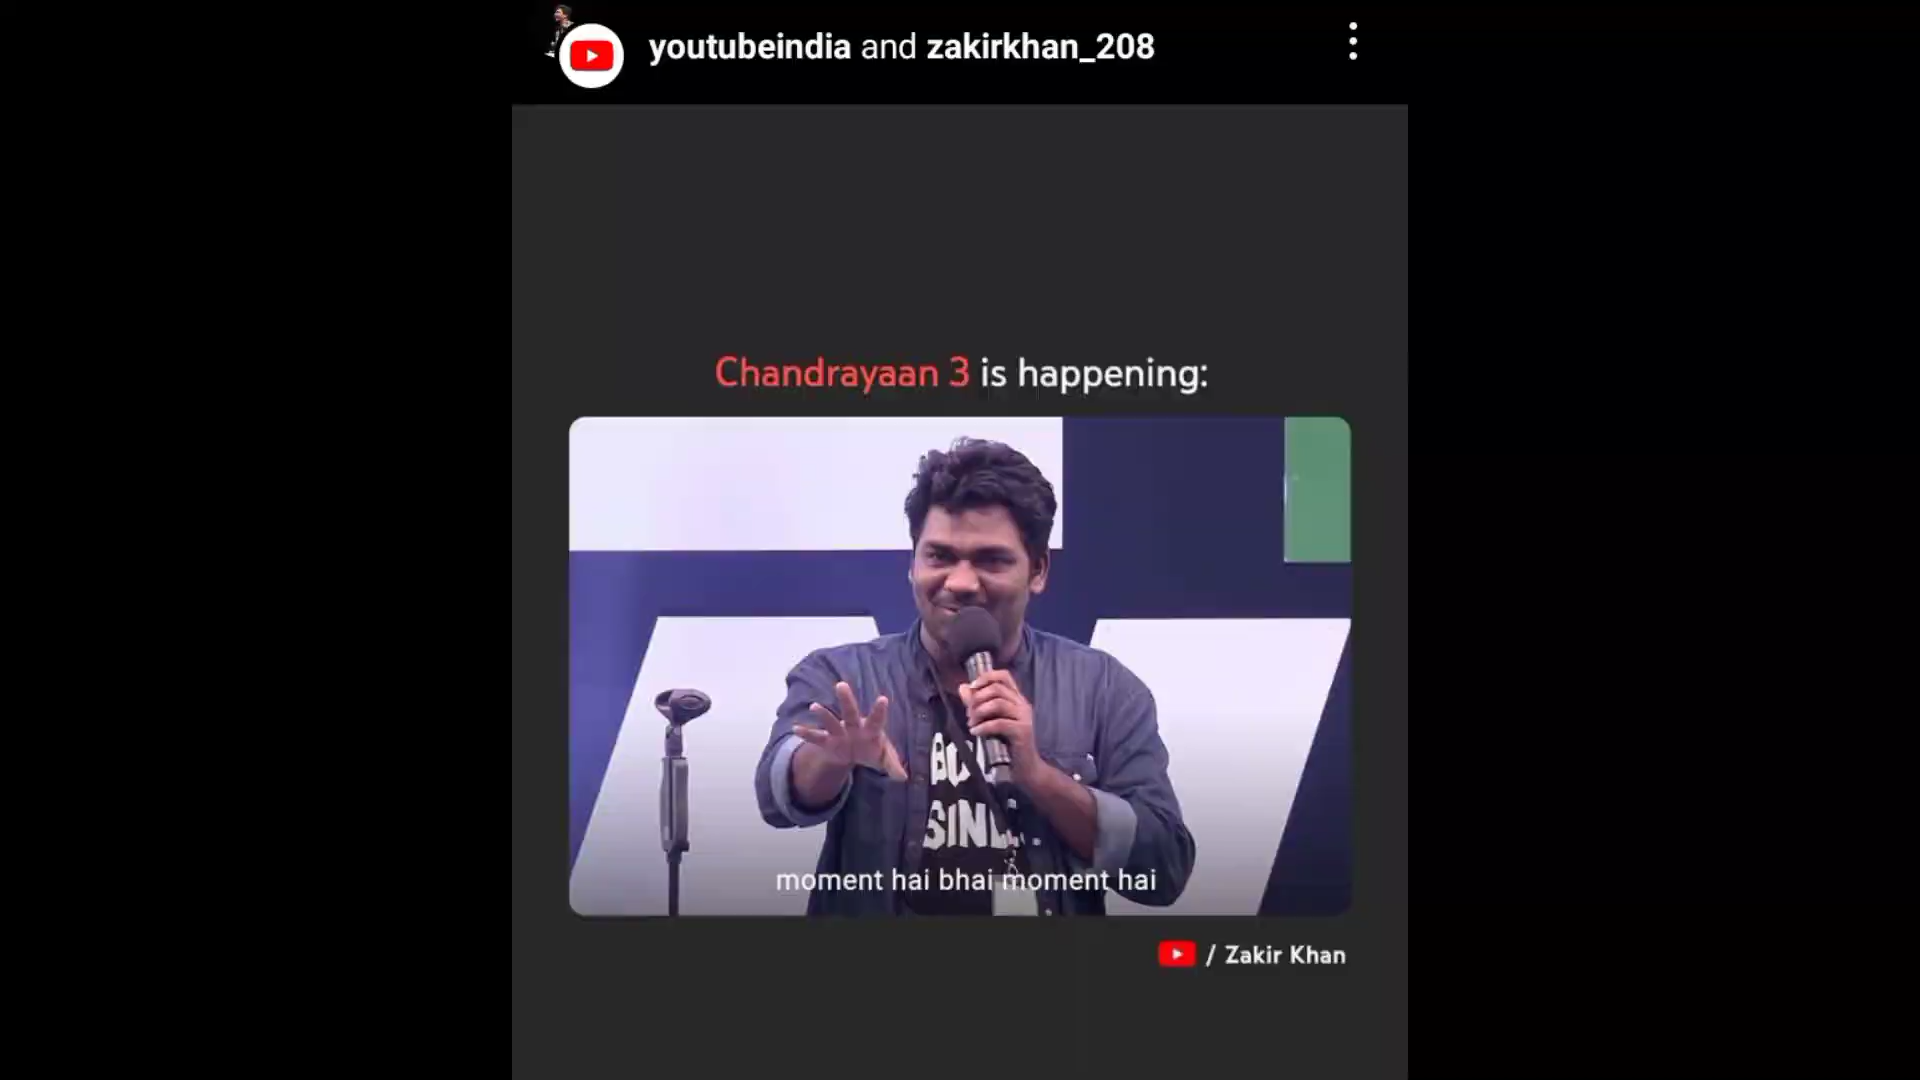 youtubeindia and zakirkhan_208
Chandrayaan 3 is happening:
moment hai bhai moment hai
/ Zakir Khan